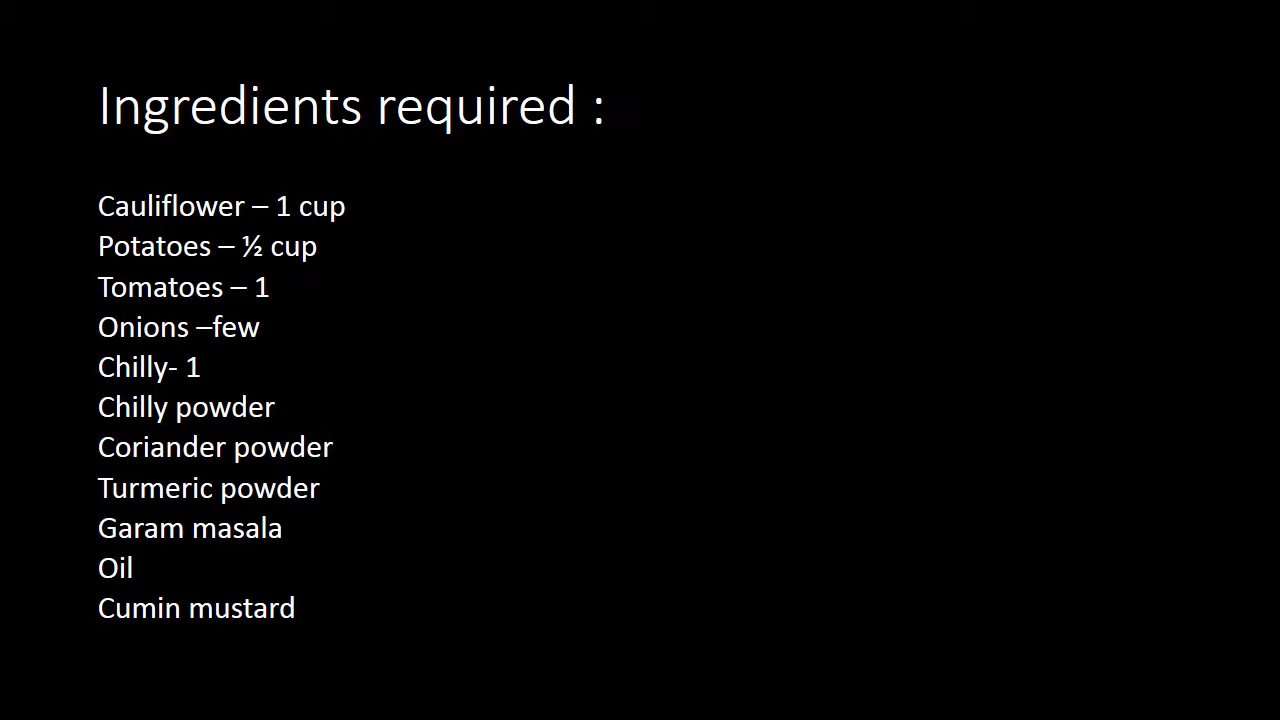 Ingredients required :
Cauliflower – 1 cup
Potatoes – ½ cup
Tomatoes – 1
Onions –few
Chilly- 1
Chilly powder
Coriander powder
Turmeric powder
Garam masala
Oil
Cumin mustard